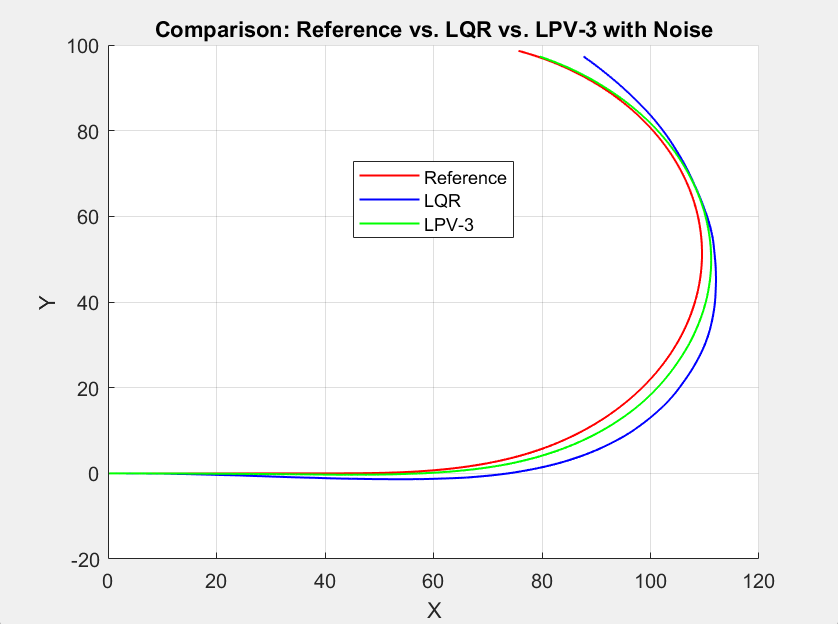 Comparison: Reference vs. LQR vs. LPV-3 with Noise
100
80
60
40
20
0
-20
Y
Reference
LQR
LPV-3
0 20 40 60 80 100 120
X